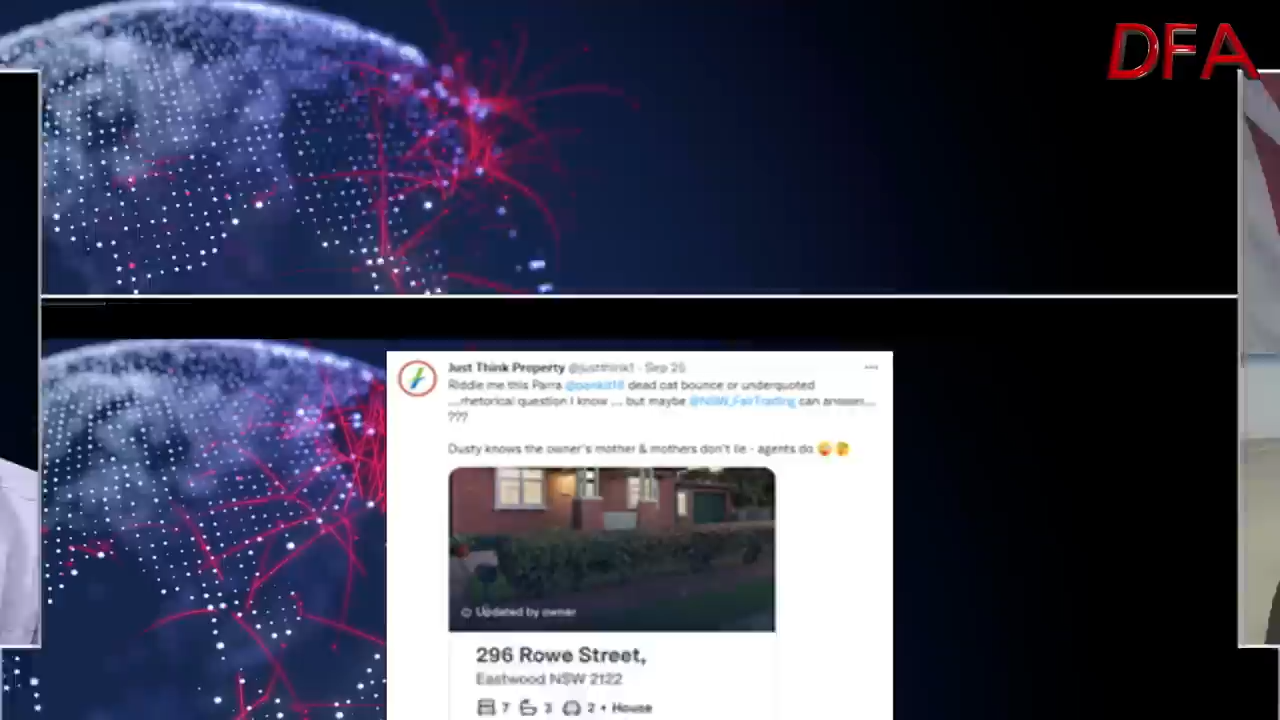 DFA
Just Think Property @justthink1 · Sep 25
Riddle me this Parra dead cat bounce or underquoted
...rhetorical question I know ... but maybe @NSW_FairTrading can answer...
???
Dusty knows the owner's mother & mothers don't lie - agents do
Updated by owner
296 Rowe Street,
Eastwood NSW 2122
7 3 2 • House